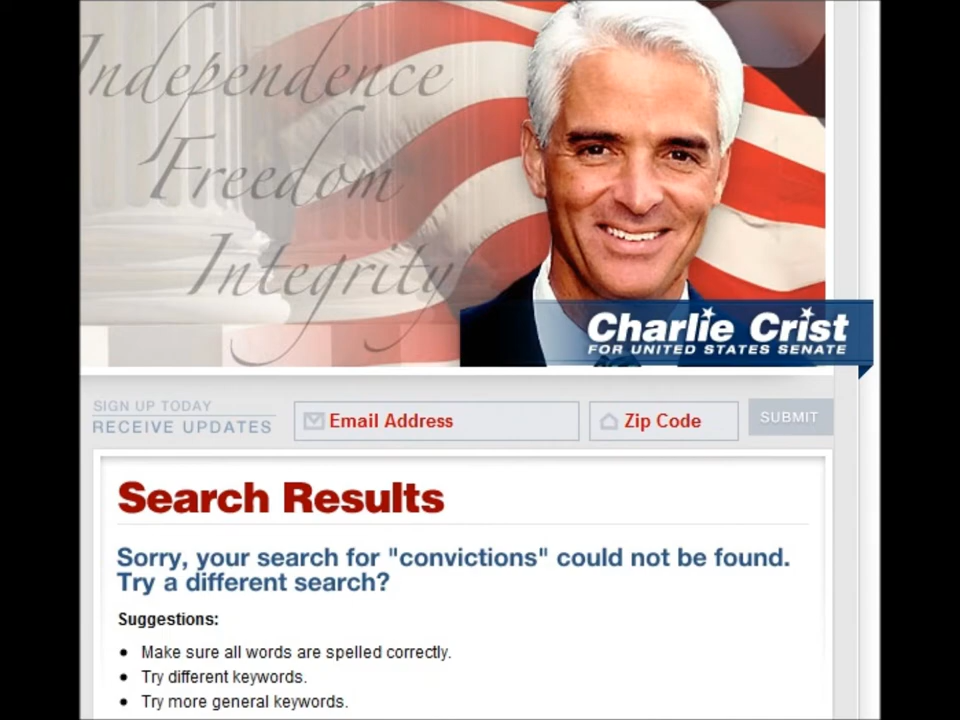 Independence
Freedom
Integrity
Charlie Crist
FOR UNITED STATES SENATE
SIGN UP TODAY
RECEIVE UPDATES
Email Address
Zip Code
SUBMIT
Search Results
Sorry, your search for "convictions" could not be found.
Try a different search?
Suggestions:
• Make sure all words are spelled correctly.
• Try different keywords.
• Try more general keywords.